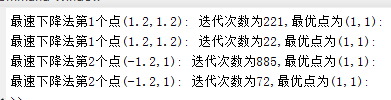 最速下降法第1个点(1.2,1.2): 迭代次数为221,最优点为(1,1):
最速下降法第1个点(1.2,1.2): 迭代次数为22,最优点为(1,1):
最速下降法第2个点(-1.2,1): 迭代次数为885,最优点为(1,1):
最速下降法第2个点(-1.2,1): 迭代次数为72,最优点为(1,1):